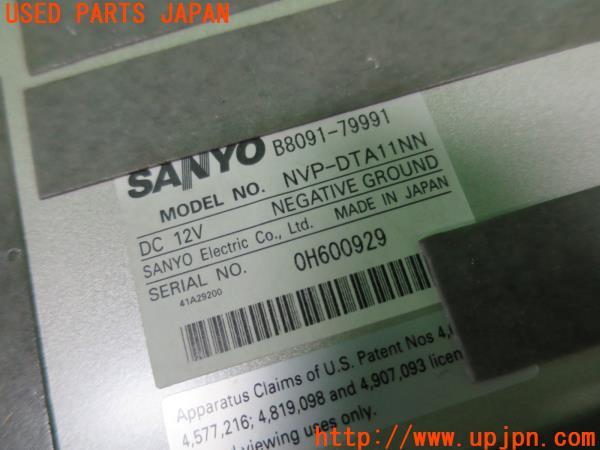 USED PARTS JAPAN
SANYO B8091-79991
MODEL NO. NVP-DTA11NN
DC 12V NEGATIVE GROUND
SANYO Electric Co., Ltd. MADE IN JAPAN
SERIAL NO. 0H600929
41A29200
Apparatus Claims of U.S. Patent Nos 4,
4,577,216; 4,819,098 and 4,907,093 licen
viewing uses only.
http://www.upjpn.com